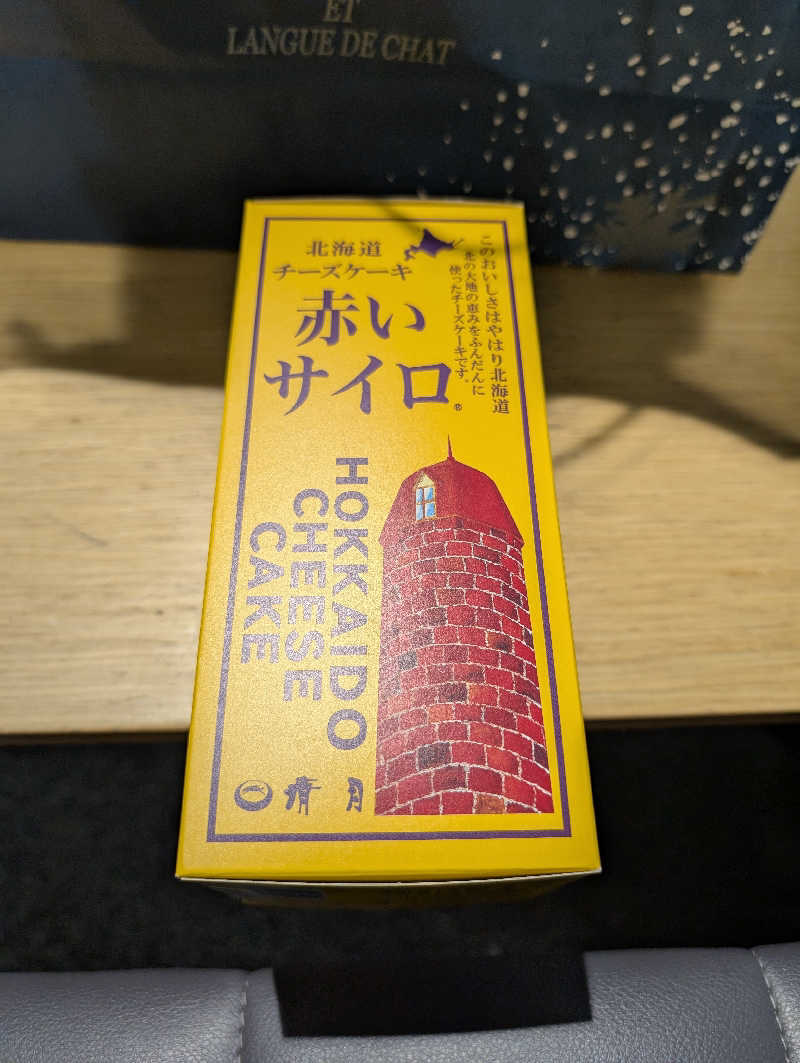 ET
LANGUE DE CHAT
北海道
チーズケーキ
赤い
サイロ®
このおいしさはやはり北海道
北の大地の恵みをふんだんに
使ったチーズケーキです。
HOKKAIDO
CHEESE
CAKE
清月